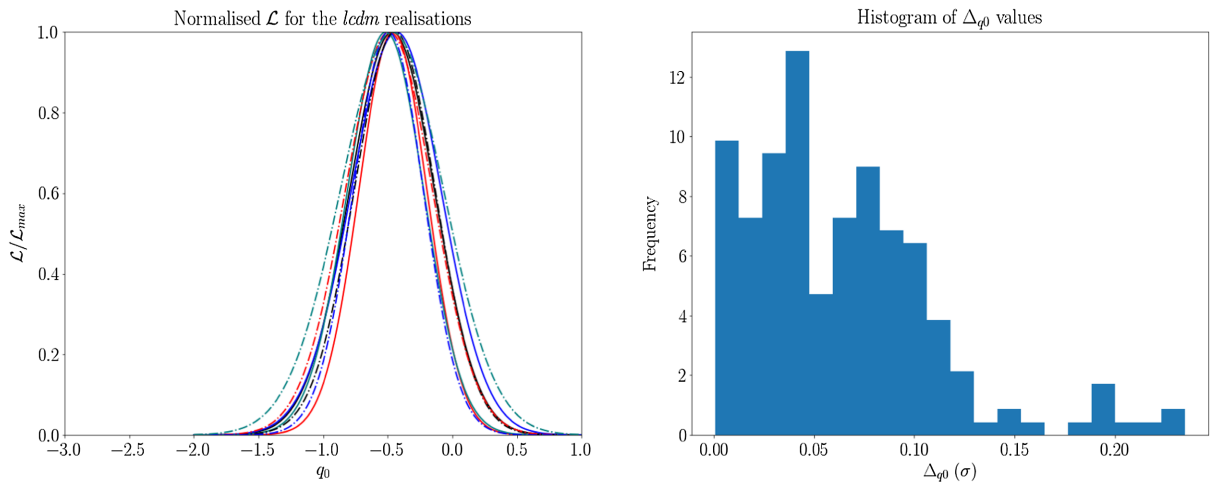 Normalised ℒ for the lcdm realisations
1.0
0.8
0.6
0.4
0.2
0.0
ℒ/ℒmax
−3.0 −2.5 −2.0 −1.5 −1.0 −0.5 0.0 0.5 1.0
q0
Histogram of Δq0 values
12
10
8
6
4
2
0
Frequency
0.00 0.05 0.10 0.15 0.20
Δq0 (σ)